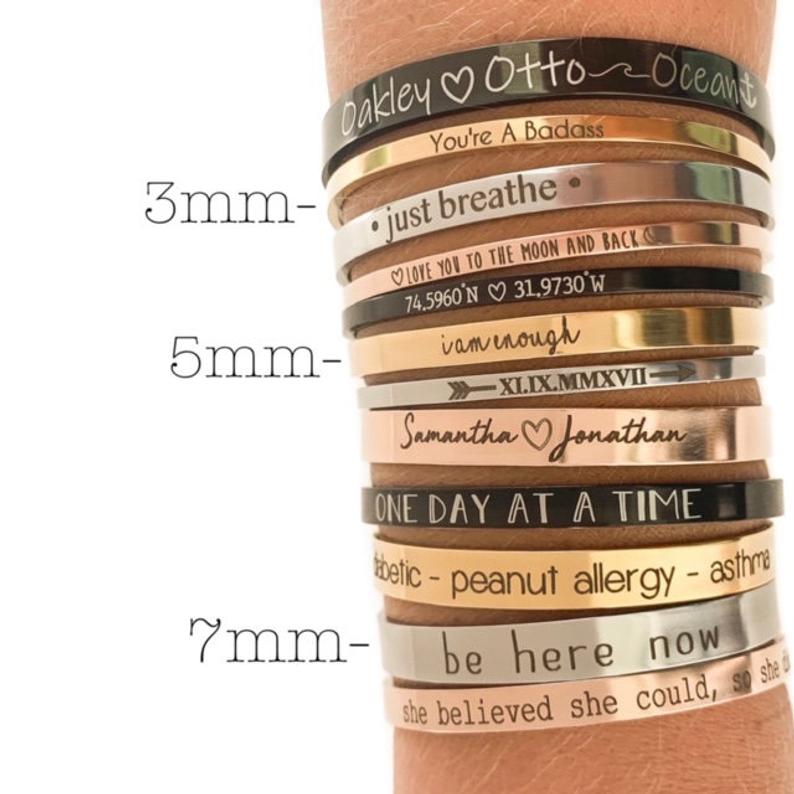 Oakley ♡ Otto Ocean
You're A Badass
3mm-
• just breathe •
♡ LOVE YOU TO THE MOON AND BACK
74.5960°N ♡ 31.9730°W
5mm-
i am enough
XI.IX.MMXVII
Samantha ♡ Jonathan
ONE DAY AT A TIME
diabetic - peanut allergy - asthma
7mm-
be here now
she believed she could, so she